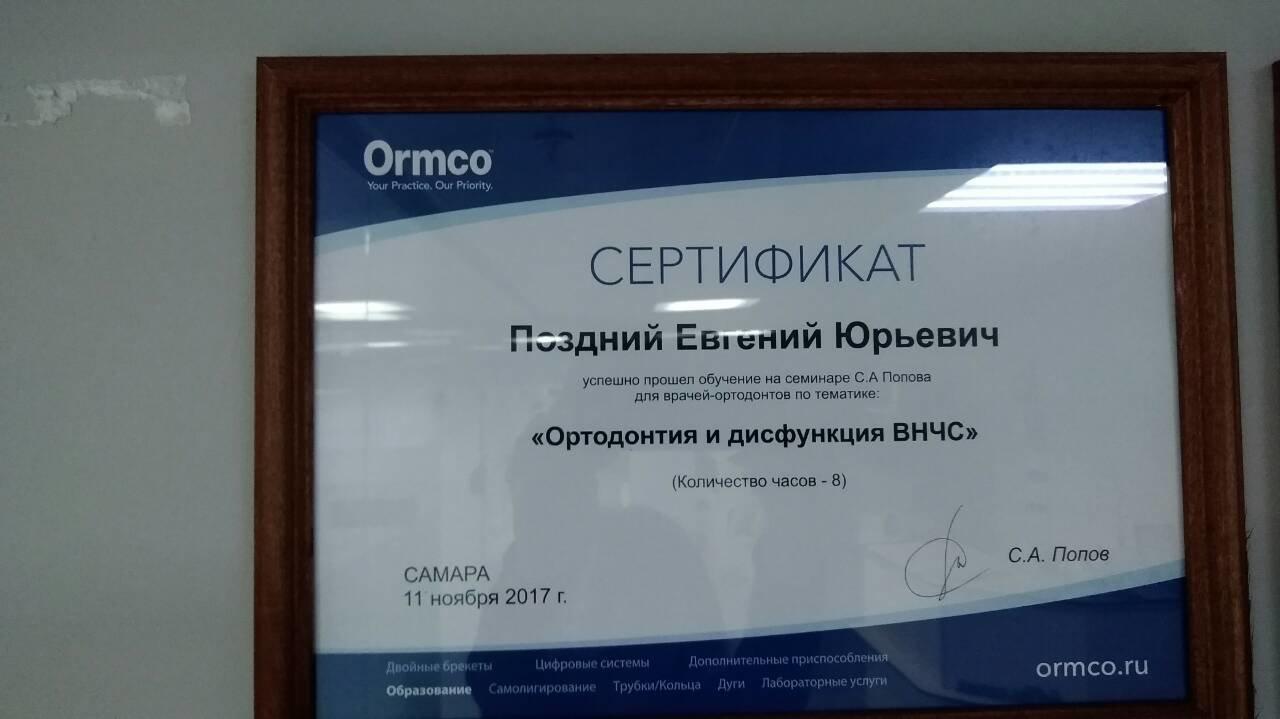 Ormco
Your Practice. Our Priority.
СЕРТИФИКАТ
Поздний Евгений Юрьевич
успешно прошел обучение на семинаре С.А Попова
для врачей-ортодонтов по тематике:
«Ортодонтия и дисфункция ВНЧС»
(Количество часов - 8)
САМАРА
11 ноября 2017 г.
С.А. Попов
Двойные брекеты Цифровые системы Дополнительные приспособления
Образование Самолигирование Трубки/Кольца Дуги Лабораторные услуги
ormco.ru